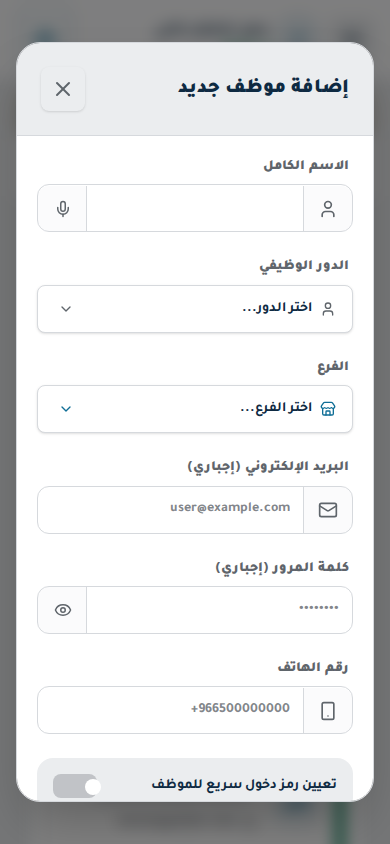 إضافة موظف جديد
الاسم الكامل
الدور الوظيفي
اختر الدور...
الفرع
اختر الفرع...
البريد الإلكتروني (إجباري)
user@example.com
كلمة المرور (إجباري)
••••••••
رقم الهاتف
+966500000000
تعيين رمز دخول سريع للموظف